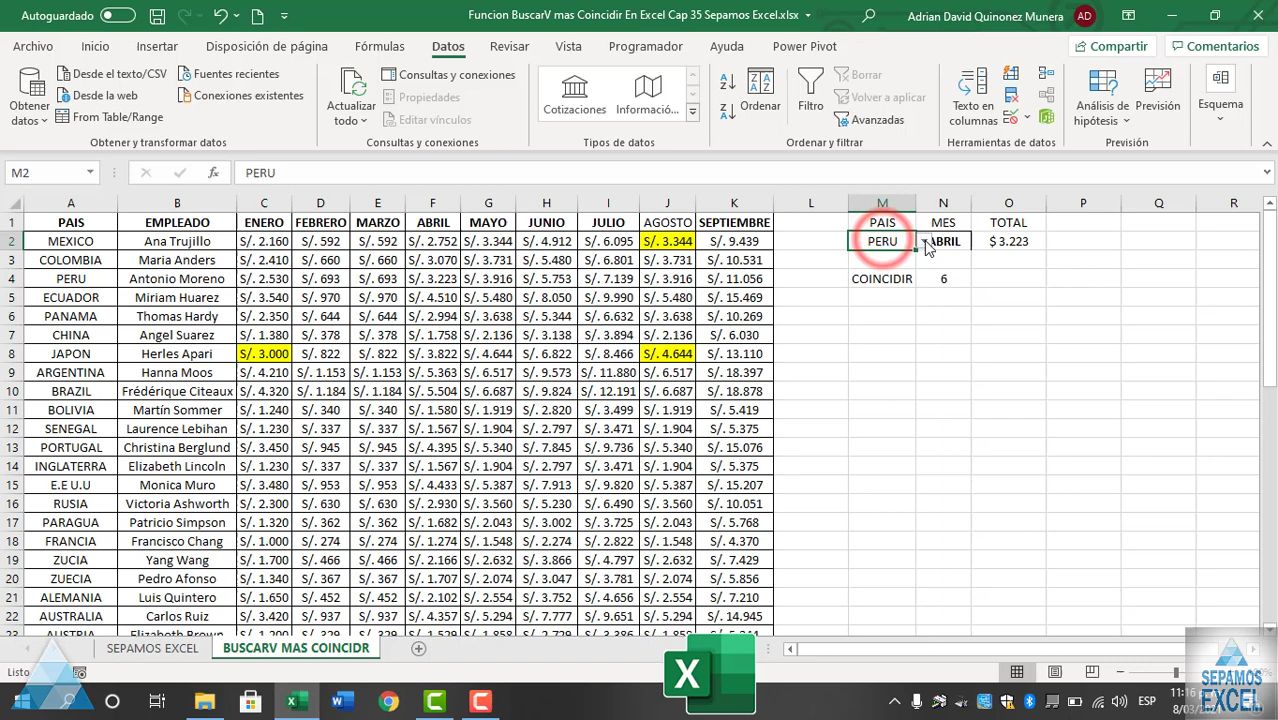 Autoguardado
Funcion BuscarV mas Coincidir En Excel Cap 35 Sepamos Excel.xlsx
Adrian David Quinonez Munera
AD
Archivo Inicio Insertar Disposición de página Fórmulas Datos Revisar Vista Programador Ayuda Power Pivot
Compartir Comentarios
Obtener datos
Desde el texto/CSV
Desde la web
From Table/Range
Fuentes recientes
Conexiones existentes
Obtener y transformar datos
Actualizar todo
Consultas y conexiones
Propiedades
Editar vínculos
Consultas y conexiones
Cotizaciones Informació...
Tipos de datos
Ordenar
Filtro
Borrar
Volver a aplicar
Avanzadas
Ordenar y filtrar
Texto en columnas
Herramientas de datos
Análisis de hipótesis
Previsión
Previsión
Esquema
M2 fx PERU
A B C D E F G H I J K L M N O P Q R
1 PAIS EMPLEADO ENERO FEBRERO MARZO ABRIL MAYO JUNIO JULIO AGOSTO SEPTIEMBRE PAIS MES TOTAL
2 MEXICO Ana Trujillo S/. 2.160 S/. 592 S/. 592 S/. 2.752 S/. 3.344 S/. 4.912 S/. 6.095 S/. 3.344 S/. 9.439 PERU ABRIL $ 3.223
3 COLOMBIA Maria Anders S/. 2.410 S/. 660 S/. 660 S/. 3.070 S/. 3.731 S/. 5.480 S/. 6.801 S/. 3.731 S/. 10.531
4 PERU Antonio Moreno S/. 2.530 S/. 693 S/. 693 S/. 3.223 S/. 3.916 S/. 5.753 S/. 7.139 S/. 3.916 S/. 11.056 COINCIDIR 6
5 ECUADOR Miriam Huarez S/. 3.540 S/. 970 S/. 970 S/. 4.510 S/. 5.480 S/. 8.050 S/. 9.990 S/. 5.480 S/. 15.469
6 PANAMA Thomas Hardy S/. 2.350 S/. 644 S/. 644 S/. 2.994 S/. 3.638 S/. 5.344 S/. 6.632 S/. 3.638 S/. 10.269
7 CHINA Angel Suarez S/. 1.380 S/. 378 S/. 378 S/. 1.758 S/. 2.136 S/. 3.138 S/. 3.894 S/. 2.136 S/. 6.030
8 JAPON Herles Apari S/. 3.000 S/. 822 S/. 822 S/. 3.822 S/. 4.644 S/. 6.822 S/. 8.466 S/. 4.644 S/. 13.110
9 ARGENTINA Hanna Moos S/. 4.210 S/. 1.153 S/. 1.153 S/. 5.363 S/. 6.517 S/. 9.573 S/. 11.880 S/. 6.517 S/. 18.397
10 BRAZIL Frédérique Citeaux S/. 4.320 S/. 1.184 S/. 1.184 S/. 5.504 S/. 6.687 S/. 9.824 S/. 12.191 S/. 6.687 S/. 18.878
11 BOLIVIA Martín Sommer S/. 1.240 S/. 340 S/. 340 S/. 1.580 S/. 1.919 S/. 2.820 S/. 3.499 S/. 1.919 S/. 5.419
12 SENEGAL Laurence Lebihan S/. 1.230 S/. 337 S/. 337 S/. 1.567 S/. 1.904 S/. 2.797 S/. 3.471 S/. 1.904 S/. 5.375
13 PORTUGAL Christina Berglund S/. 3.450 S/. 945 S/. 945 S/. 4.395 S/. 5.340 S/. 7.845 S/. 9.736 S/. 5.340 S/. 15.076
14 INGLATERRA Elizabeth Lincoln S/. 1.230 S/. 337 S/. 337 S/. 1.567 S/. 1.904 S/. 2.797 S/. 3.471 S/. 1.904 S/. 5.375
15 E.E U.U Monica Muro S/. 3.480 S/. 953 S/. 953 S/. 4.433 S/. 5.387 S/. 7.913 S/. 9.820 S/. 5.387 S/. 15.207
16 RUSIA Victoria Ashworth S/. 2.300 S/. 630 S/. 630 S/. 2.930 S/. 3.560 S/. 5.230 S/. 6.490 S/. 3.560 S/. 10.051
17 PARAGUA Patricio Simpson S/. 1.320 S/. 362 S/. 362 S/. 1.682 S/. 2.043 S/. 3.002 S/. 3.725 S/. 2.043 S/. 5.768
18 FRANCIA Francisco Chang S/. 1.000 S/. 274 S/. 274 S/. 1.274 S/. 1.548 S/. 2.274 S/. 2.822 S/. 1.548 S/. 4.370
19 ZUCIA Yang Wang S/. 1.700 S/. 466 S/. 466 S/. 2.166 S/. 2.632 S/. 3.866 S/. 4.797 S/. 2.632 S/. 7.429
20 ZUECIA Pedro Afonso S/. 1.340 S/. 367 S/. 367 S/. 1.707 S/. 2.074 S/. 3.047 S/. 3.781 S/. 2.074 S/. 5.856
21 ALEMANIA Luis Quintero S/. 1.650 S/. 452 S/. 452 S/. 2.102 S/. 2.554 S/. 3.752 S/. 4.656 S/. 2.554 S/. 7.210
22 AUSTRALIA Carlos Ruiz S/. 3.420 S/. 937 S/. 937 S/. 4.357 S/. 5.294 S/. 7.777 S/. 9.651 S/. 5.294 S/. 14.945
23 AUSTRIA Elizabeth Brown
SEPAMOS EXCEL BUSCARV MAS COINCIDR
Listo
ESP
11:16
SEPAMOS
EXCEL